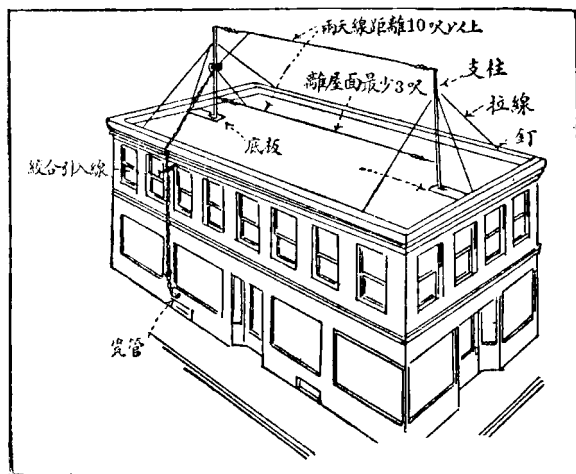 兩天線距離10呎以上
離屋面最少3呎
支柱
拉線
釘
底板
絞合引入線
瓷管